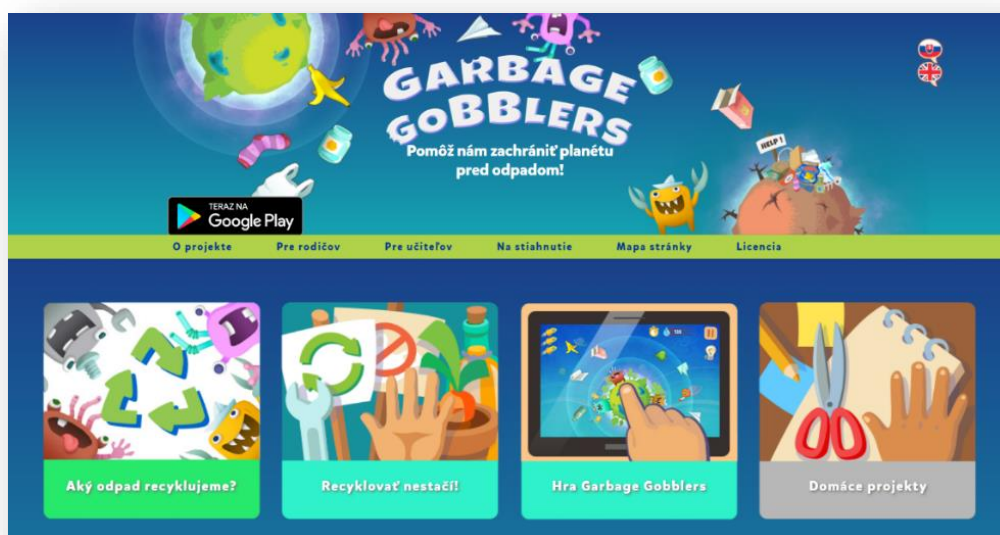 GARBAGE
GOBBLERS
Pomôž nám zachrániť planétu
pred odpadom!
HELP!
TERAZ NA
Google Play
O projekte Pre rodičov Pre učiteľov Na stiahnutie Mapa stránky Licencia
Aký odpad recyklujeme?
Recyklovať nestačí!
Hra Garbage Gobblers
Domáce projekty